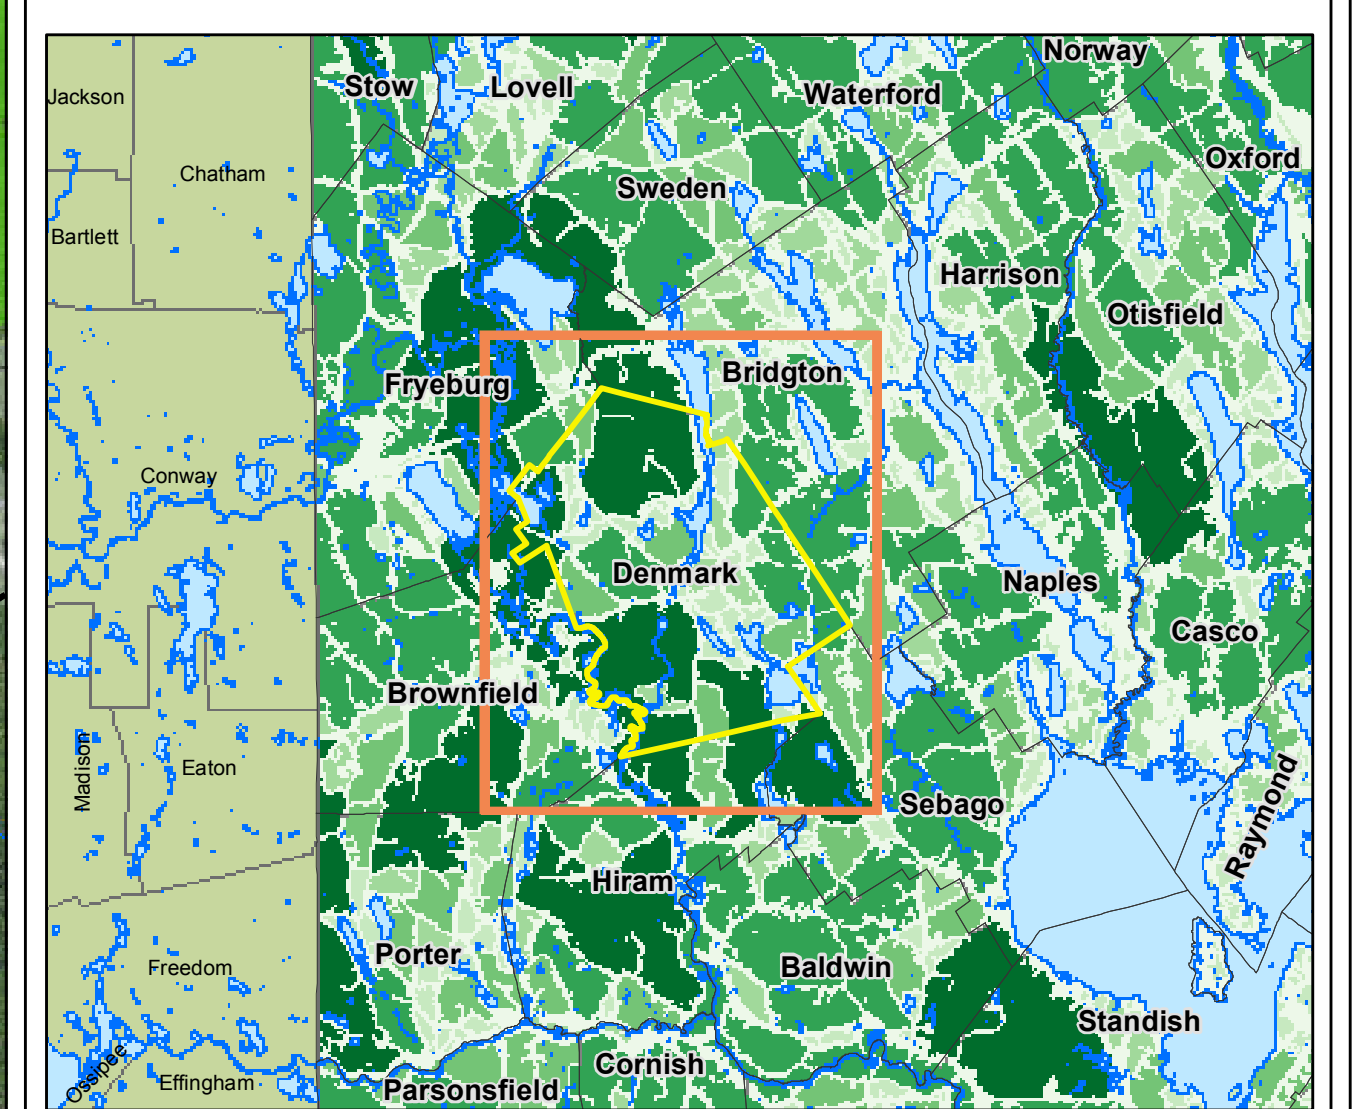 Norway
Stow
Lovell
Waterford
Jackson
Oxford
Chatham
Sweden
Bartlett
Harrison
Otisfield
Bridgton
Fryeburg
Conway
Denmark
Naples
Casco
Brownfield
Madison
Eaton
Sebago
Raymond
Hiram
Porter
Freedom
Baldwin
Standish
Ossipee
Cornish
Effingham
Parsonsfield